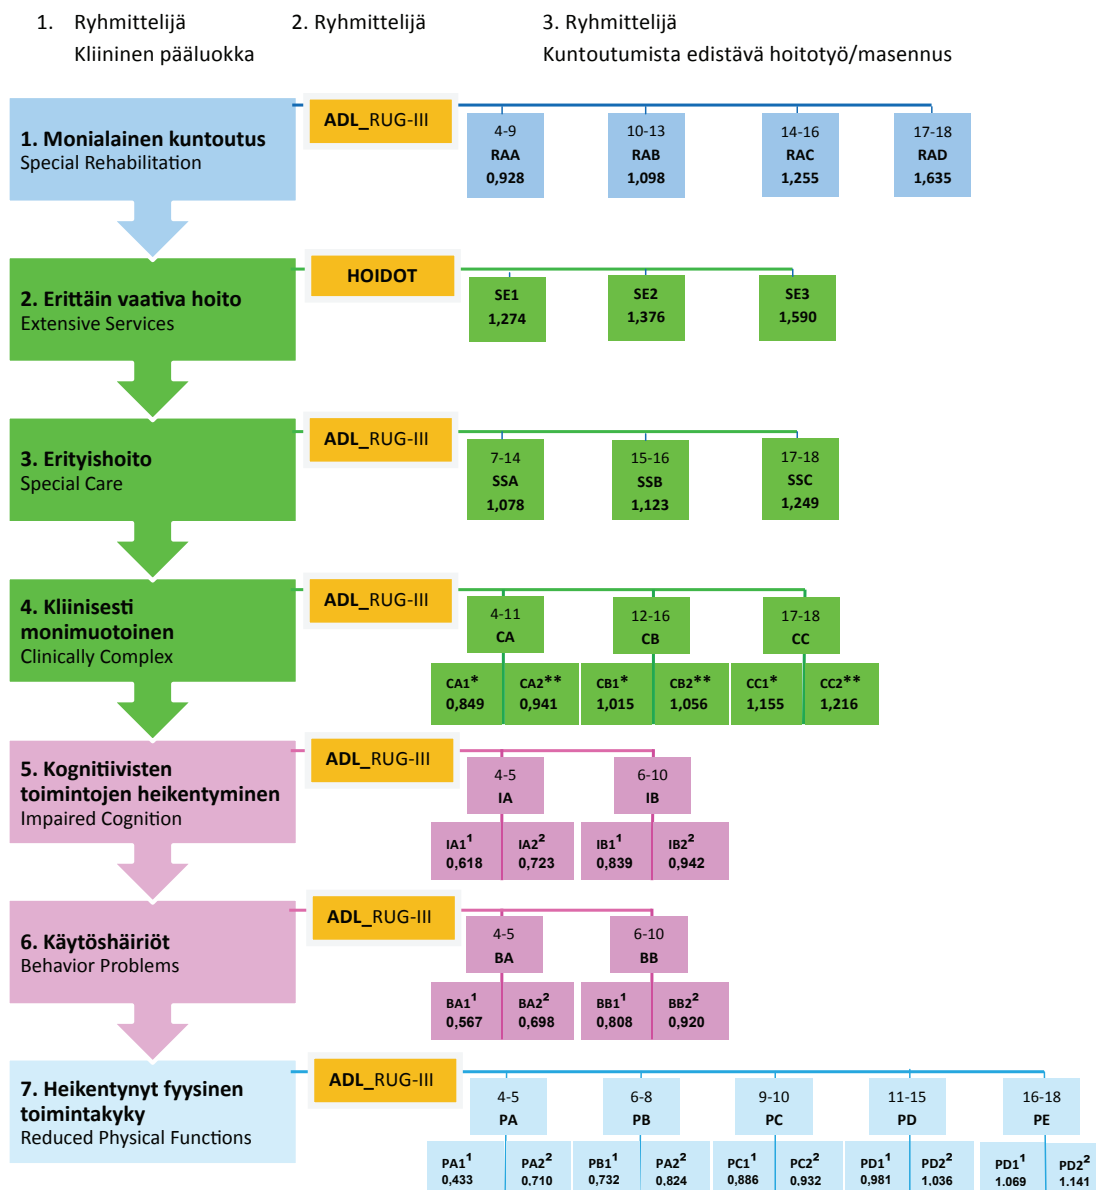 1. Ryhmittelijä
Kliininen pääluokka
2. Ryhmittelijä
3. Ryhmittelijä
Kuntoutumista edistävä hoitotyö/masennus
1. Monialainen kuntoutus
Special Rehabilitation
ADL_RUG-III
4-9
RAA
0,928
10-13
RAB
1,098
14-16
RAC
1,255
17-18
RAD
1,635
2. Erittäin vaativa hoito
Extensive Services
HOIDOT
SE1
1,274
SE2
1,376
SE3
1,590
3. Erityishoito
Special Care
ADL_RUG-III
7-14
SSA
1,078
15-16
SSB
1,123
17-18
SSC
1,249
4. Kliinisesti
monimuotoinen
Clinically Complex
ADL_RUG-III
4-11
CA
12-16
CB
17-18
CC
CA1*
0,849
CA2**
0,941
CB1*
1,015
CB2**
1,056
CC1*
1,155
CC2**
1,216
5. Kognitiivisten
toimintojen heikentyminen
Impaired Cognition
ADL_RUG-III
4-5
IA
6-10
IB
IA1¹
0,618
IA2²
0,723
IB1¹
0,839
IB2²
0,942
6. Käytöshäiriöt
Behavior Problems
ADL_RUG-III
4-5
BA
6-10
BB
BA1¹
0,567
BA2²
0,698
BB1¹
0,808
BB2²
0,920
7. Heikentynyt fyysinen
toimintakyky
Reduced Physical Functions
ADL_RUG-III
4-5
PA
6-8
PB
9-10
PC
11-15
PD
16-18
PE
PA1¹
0,433
PA2²
0,710
PB1¹
0,732
PA2²
0,824
PC1¹
0,886
PC2²
0,932
PD1¹
0,981
PD2²
1.036
PD1¹
1.069
PD2²
1.141